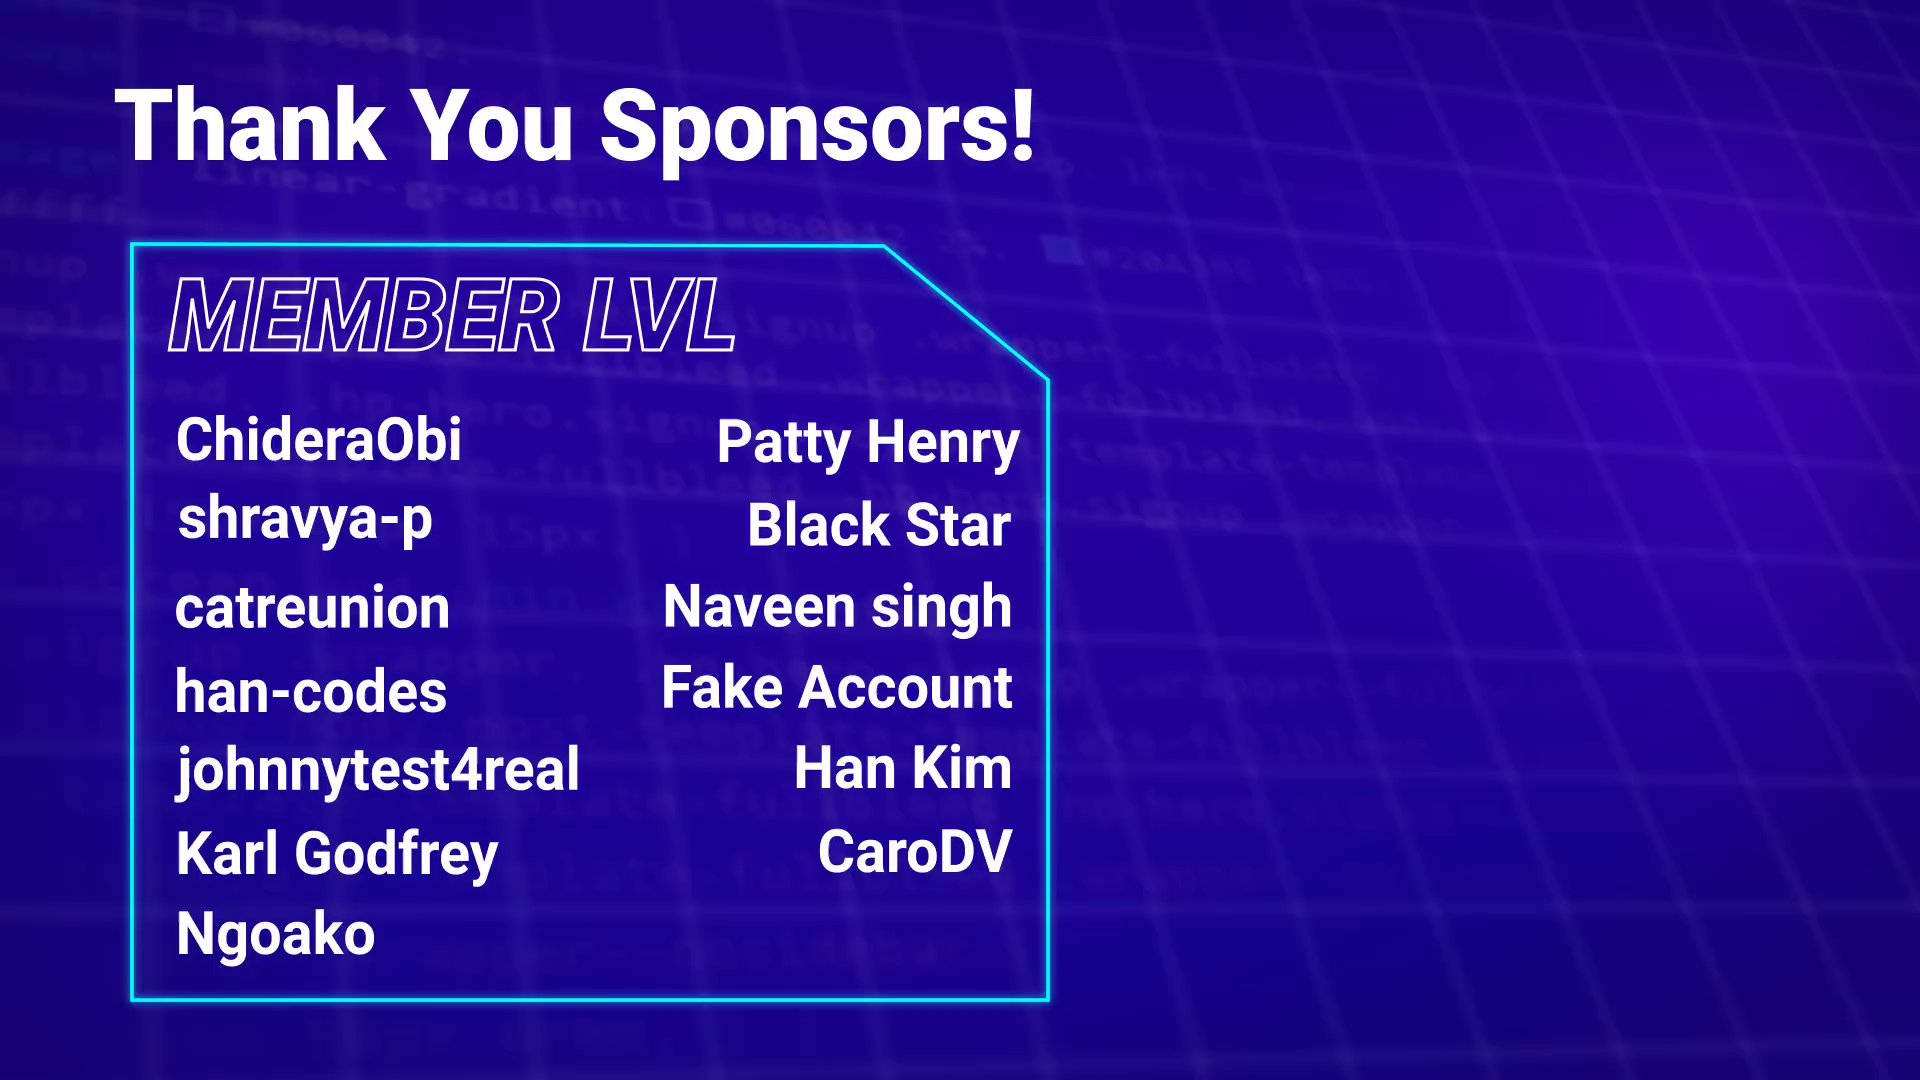 Thank You Sponsors!
MEMBER LVL
ChideraObi
shravya-p
catreunion
han-codes
johnnytest4real
Karl Godfrey
Ngoako
Patty Henry
Black Star
Naveen singh
Fake Account
Han Kim
CaroDV